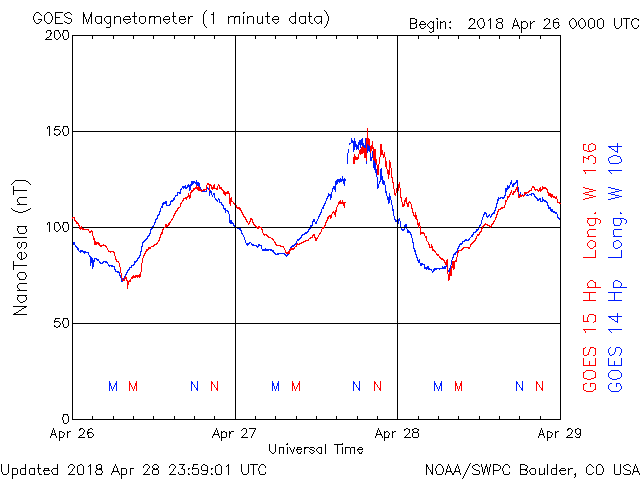 GOES Magnetometer (1 minute data)
Begin: 2018 Apr 26 0000 UTC
200
150
100
50
0
NanoTesla (nT)
M M N N M M N N M M N N
Apr 26 Apr 27 Apr 28 Apr 29
Universal Time
GOES 15 Hp Long. W 136
GOES 14 Hp Long. W 104
Updated 2018 Apr 28 23:59:01 UTC
NOAA/SWPC Boulder, CO USA